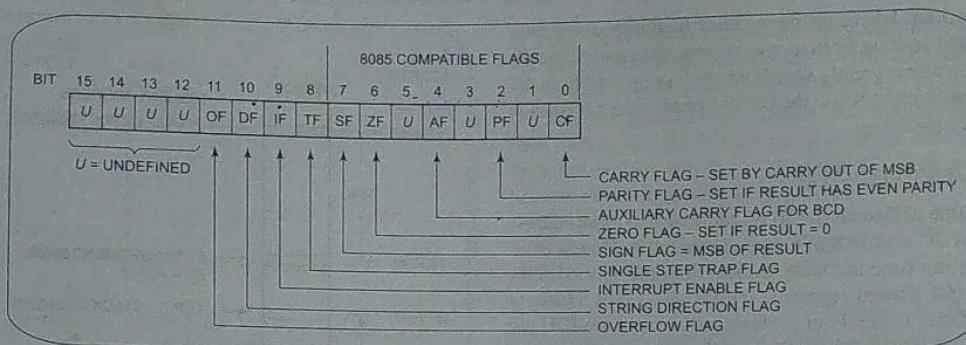 8085 COMPATIBLE FLAGS
BIT 15 14 13 12 11 10 9 8 7 6 5 4 3 2 1 0
U U U U OF DF IF TF SF ZF U AF U PF U CF
U = UNDEFINED
CARRY FLAG – SET BY CARRY OUT OF MSB
PARITY FLAG – SET IF RESULT HAS EVEN PARITY
AUXILIARY CARRY FLAG FOR BCD
ZERO FLAG – SET IF RESULT = 0
SIGN FLAG = MSB OF RESULT
SINGLE STEP TRAP FLAG
INTERRUPT ENABLE FLAG
STRING DIRECTION FLAG
OVERFLOW FLAG